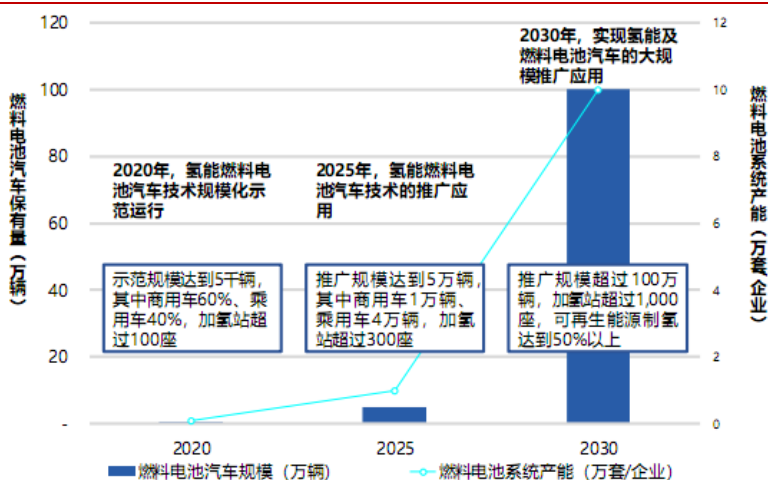 120
100
80
60
40
20
-
燃料电池汽车保有量（万辆）
12
10
8
6
4
2
0
燃料电池系统产能（万套、企业）
2020年，氢能燃料电
池汽车技术规模化示
范运行
2025年，氢能燃料电
池汽车技术的推广应
用
2030年，实现氢能及
燃料电池汽车的大规
模推广应用
示范规模达到5千辆，
其中商用车60%、乘
用车40%，加氢站超
过100座
推广规模达到5万辆，
其中商用车1万辆、
乘用车4万辆，加氢
站超过300座
推广规模超过100万
辆，加氢站超过1,000
座，可再生能源制氢
达到50%以上
2020
2025
2030
燃料电池汽车规模（万辆）
燃料电池系统产能（万套/企业）